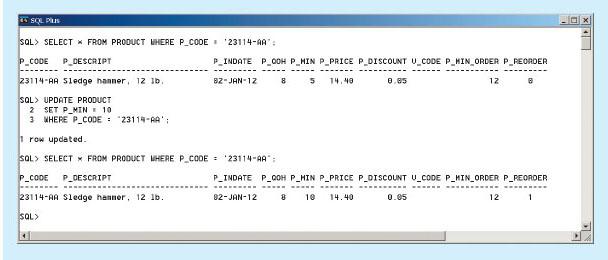 SQL Plus
SQL> SELECT * FROM PRODUCT WHERE P_CODE = '23114-AA';
P_CODE P_DESCRIPT P_INDATE P_QOH P_MIN P_PRICE P_DISCOUNT V_CODE P_MIN_ORDER P_REORDER
-------- ----------------------------------- --------- ----- ----- ------- ---------- ------ ----------- ---------
23114-AA Sledge hammer, 12 lb. 02-JAN-12 8 5 14.40 0.05 12 0
SQL> UPDATE PRODUCT
2 SET P_MIN = 10
3 WHERE P_CODE = '23114-AA';
1 row updated.
SQL> SELECT * FROM PRODUCT WHERE P_CODE = '23114-AA';
P_CODE P_DESCRIPT P_INDATE P_QOH P_MIN P_PRICE P_DISCOUNT V_CODE P_MIN_ORDER P_REORDER
-------- ----------------------------------- --------- ----- ----- ------- ---------- ------ ----------- ---------
23114-AA Sledge hammer, 12 lb. 02-JAN-12 8 10 14.40 0.05 12 1
SQL>